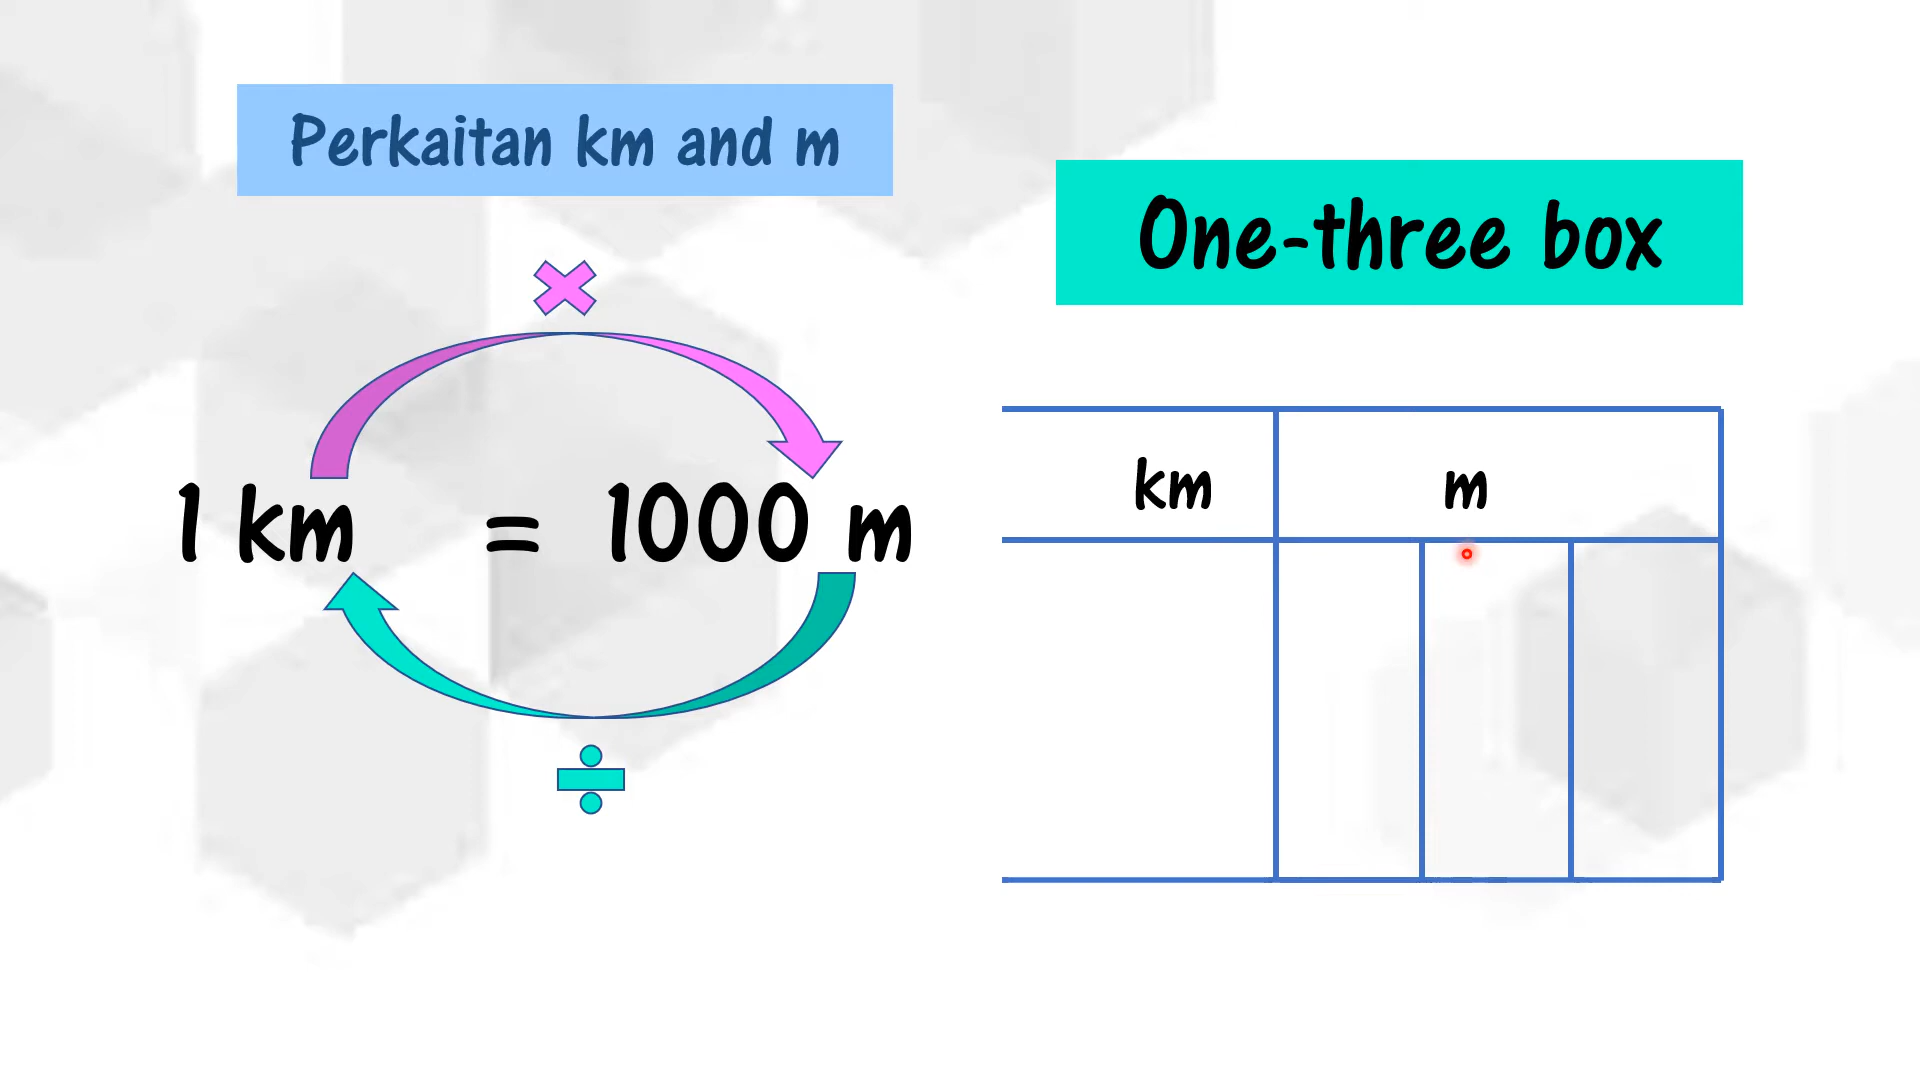 Perkaitan km and m
One-three box
1 km = 1000 m
km m